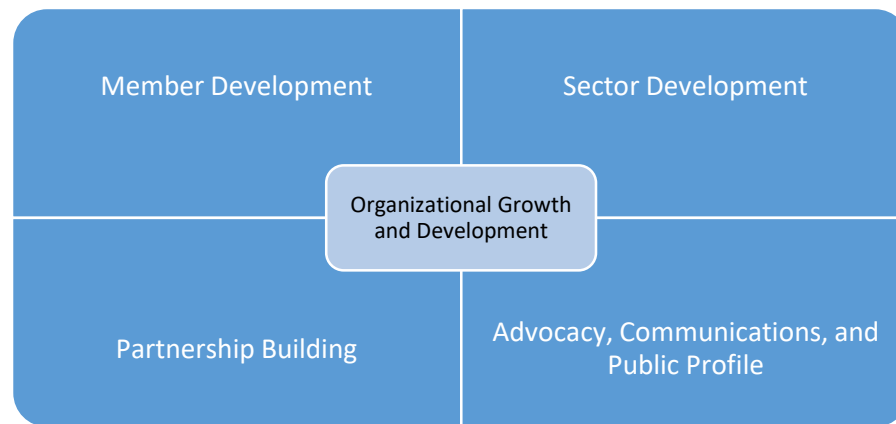 Member Development
Sector Development
Organizational Growth
and Development
Partnership Building
Advocacy, Communications, and
Public Profile